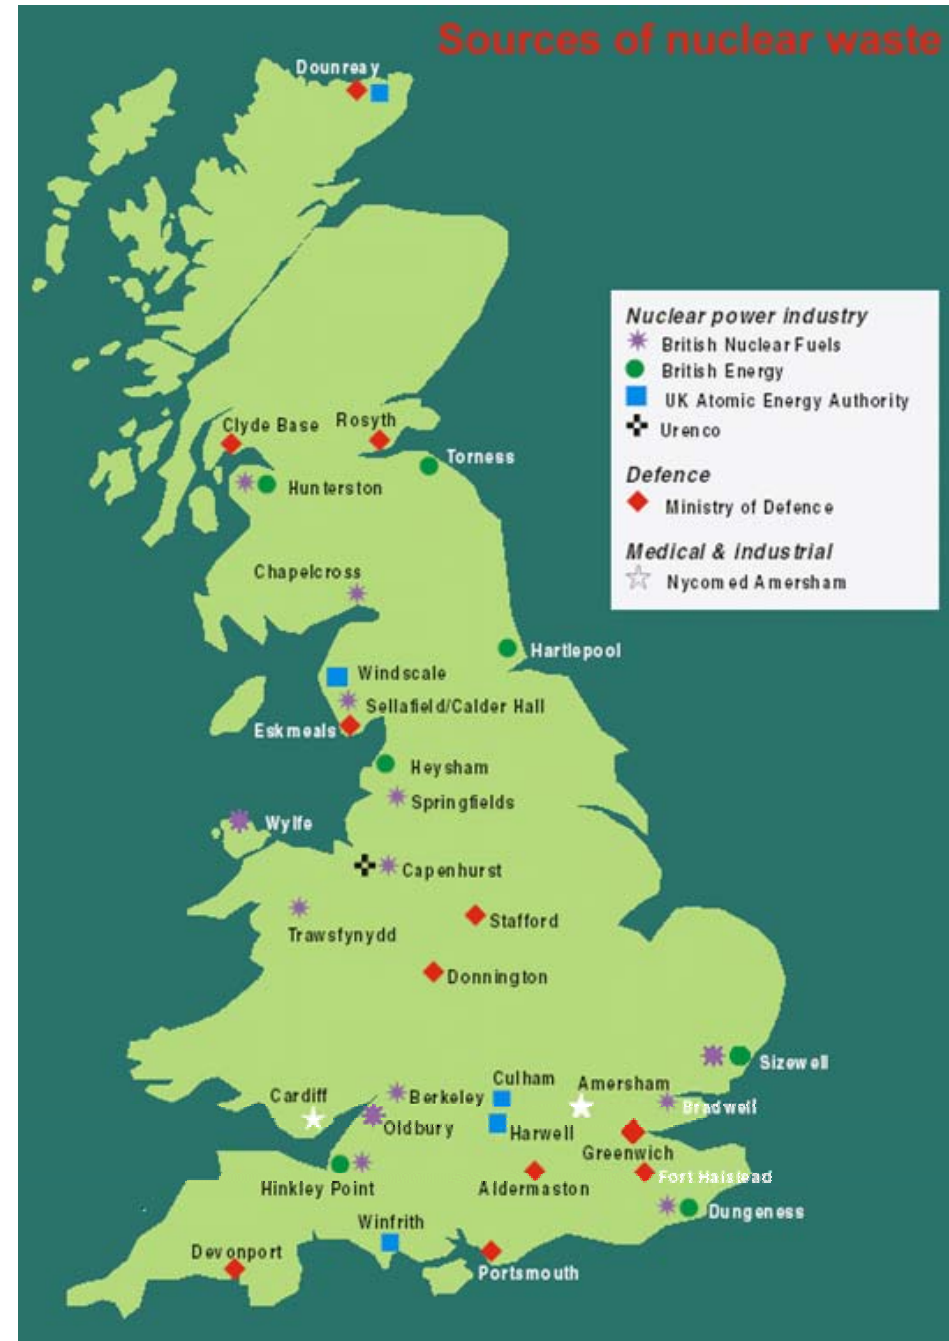 Sources of nuclear waste
Dounreay
Nuclear power industry
British Nuclear Fuels
British Energy
UK Atomic Energy Authority
Urenco
Defence
Ministry of Defence
Medical & industrial
Nycomed Amersham
Clyde Base
Rosyth
Torness
Hunterston
Chapelcross
Hartlepool
Windscale
Sellafield/Calder Hall
Eskmeals
Heysham
Springfields
Wylfe
Capenhurst
Stafford
Trawsfynydd
Donnington
Sizewell
Culham
Amersham
Cardiff
Berkeley
Bradwell
Oldbury
Harwell
Greenwich
Fort Halstead
Hinkley Point
Aldermaston
Dungeness
Winfrith
Devonport
Portsmouth